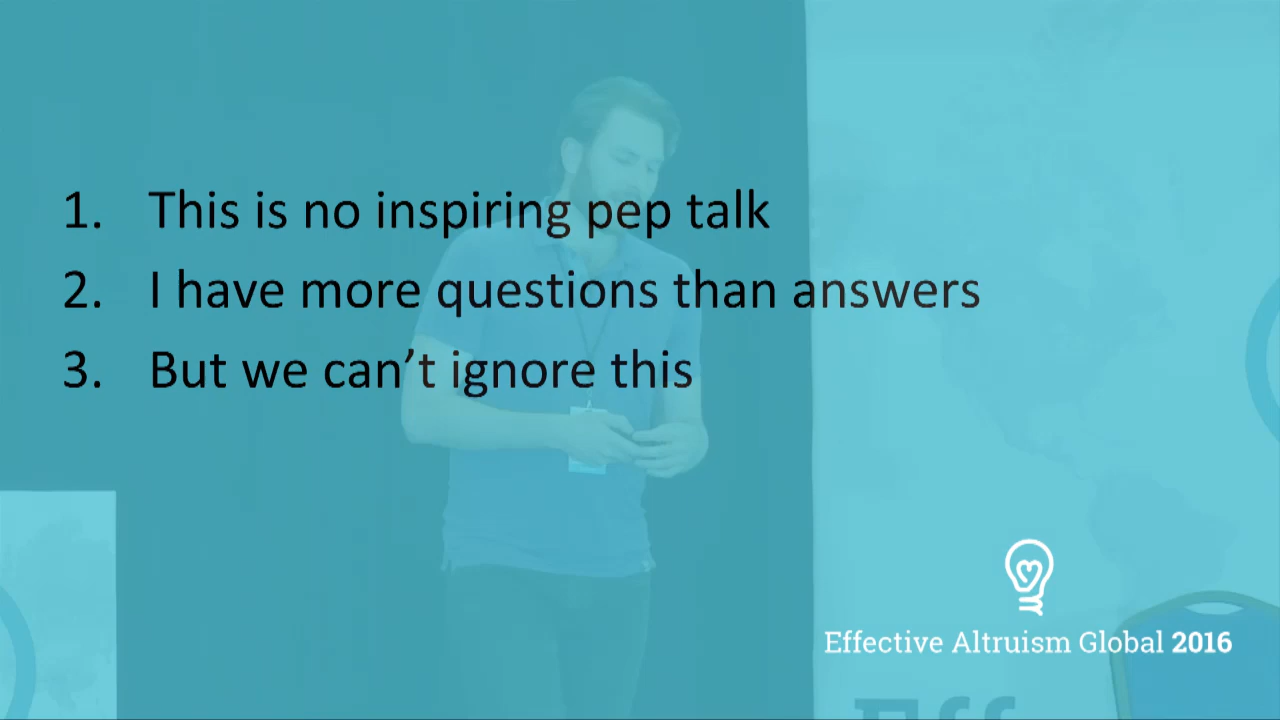 1. This is no inspiring pep talk
2. I have more questions than answers
3. But we can't ignore this
Effective Altruism Global 2016
Eff